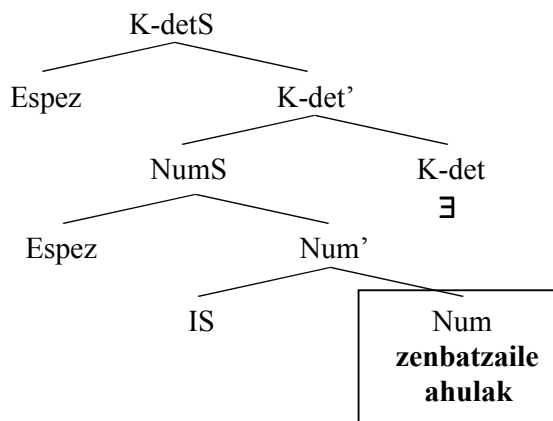 K-detS
Espez K-det’
NumS K-det
∃
Espez Num’
IS Num
zenbatzaile
ahulak